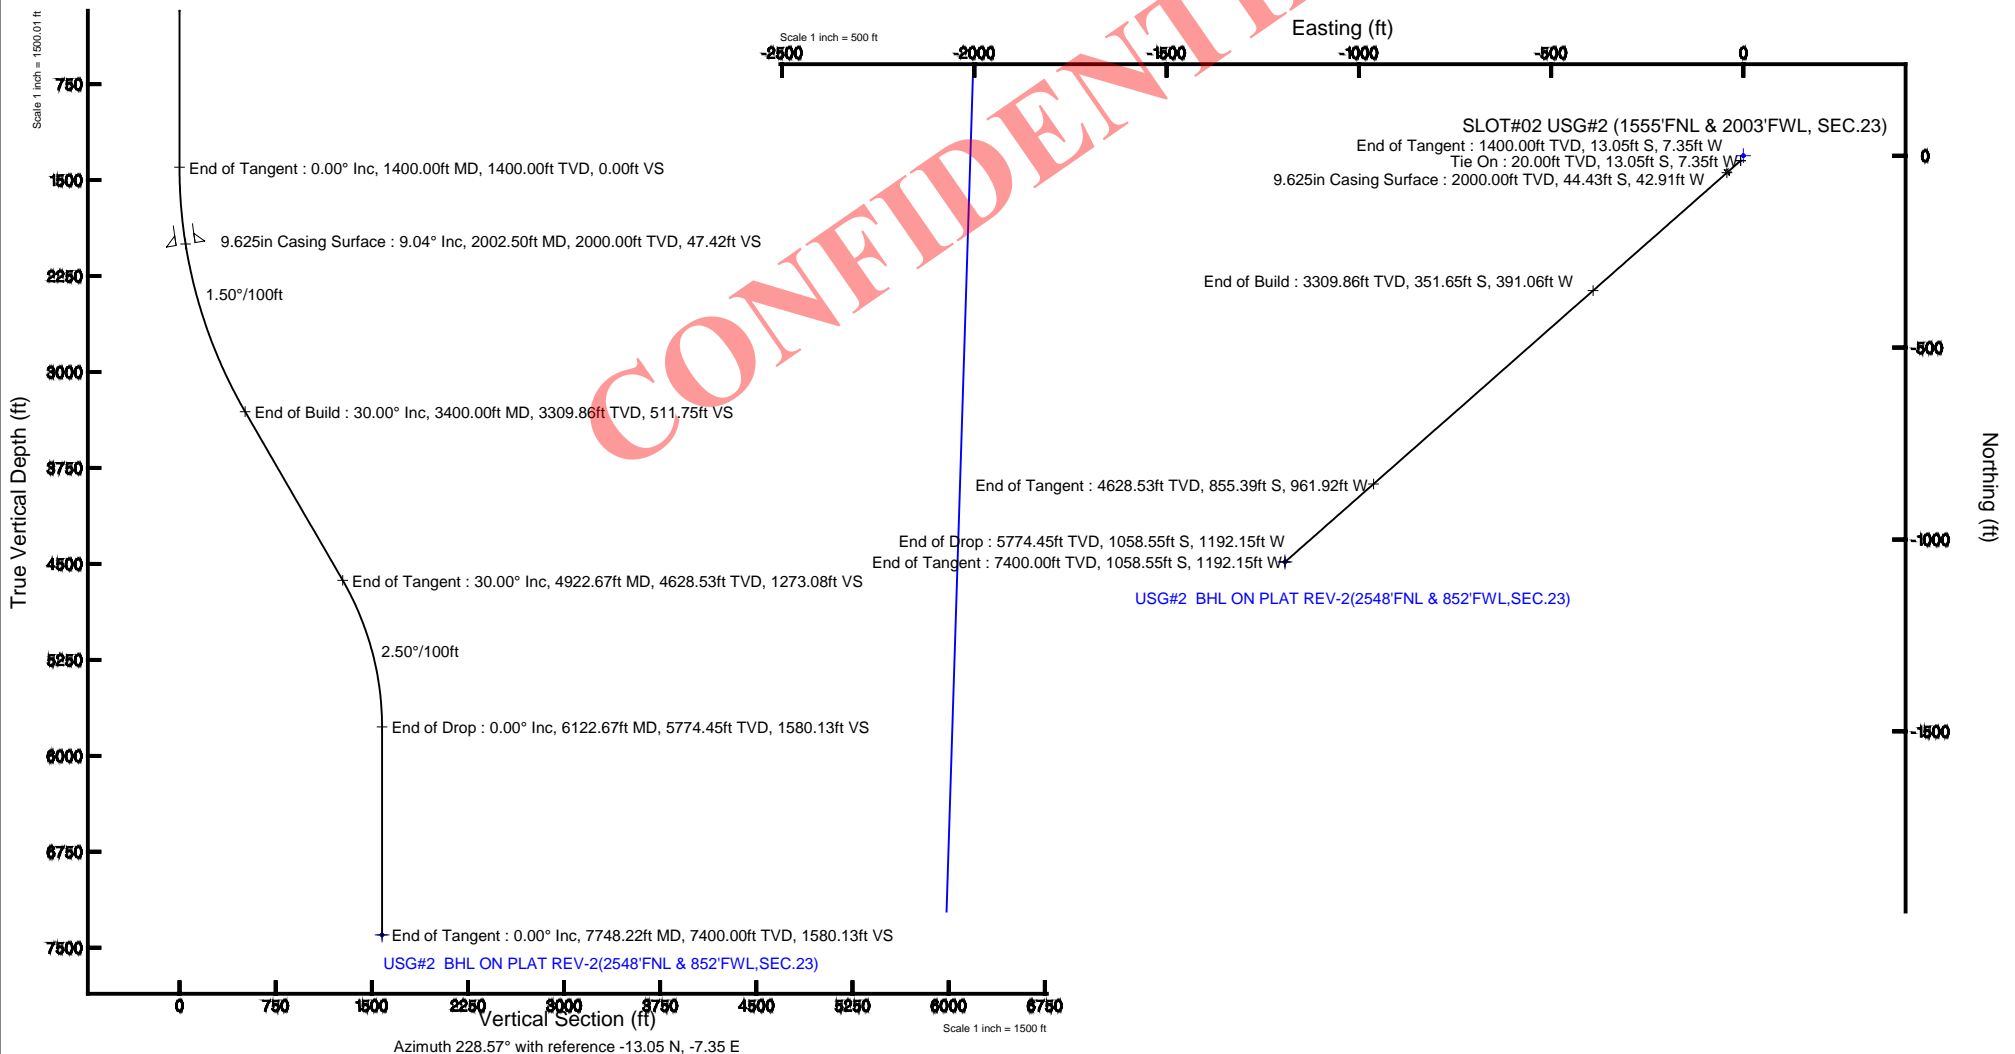 Scale 1 inch = 1500.01 ft
True Vertical Depth (ft)
750
1500
2250
3000
3750
4500
5250
6000
6750
7500
End of Tangent : 0.00° Inc, 1400.00ft MD, 1400.00ft TVD, 0.00ft VS
9.625in Casing Surface : 9.04° Inc, 2002.50ft MD, 2000.00ft TVD, 47.42ft VS
1.50°/100ft
End of Build : 30.00° Inc, 3400.00ft MD, 3309.86ft TVD, 511.75ft VS
End of Tangent : 30.00° Inc, 4922.67ft MD, 4628.53ft TVD, 1273.08ft VS
2.50°/100ft
End of Drop : 0.00° Inc, 6122.67ft MD, 5774.45ft TVD, 1580.13ft VS
End of Tangent : 0.00° Inc, 7748.22ft MD, 7400.00ft TVD, 1580.13ft VS
USG#2 BHL ON PLAT REV-2(2548'FNL & 852'FWL,SEC.23)
0 750 1500 2250 3000 3750 4500 5250 6000 6750
Vertical Section (ft)
Scale 1 inch = 1500 ft
Azimuth 228.57° with reference -13.05 N, -7.35 E
Easting (ft)
Scale 1 inch = 500 ft
-2500 -2000 -1500 -1000 -500 0
SLOT#02 USG#2 (1555'FNL & 2003'FWL, SEC.23)
End of Tangent : 1400.00ft TVD, 13.05ft S, 7.35ft W
Tie On : 20.00ft TVD, 13.05ft S, 7.35ft W
9.625in Casing Surface : 2000.00ft TVD, 44.43ft S, 42.91ft W
End of Build : 3309.86ft TVD, 351.65ft S, 391.06ft W
End of Tangent : 4628.53ft TVD, 855.39ft S, 961.92ft W
End of Drop : 5774.45ft TVD, 1058.55ft S, 1192.15ft W
End of Tangent : 7400.00ft TVD, 1058.55ft S, 1192.15ft W
USG#2 BHL ON PLAT REV-2(2548'FNL & 852'FWL,SEC.23)
0
-500
-1000
-1500
Northing (ft)